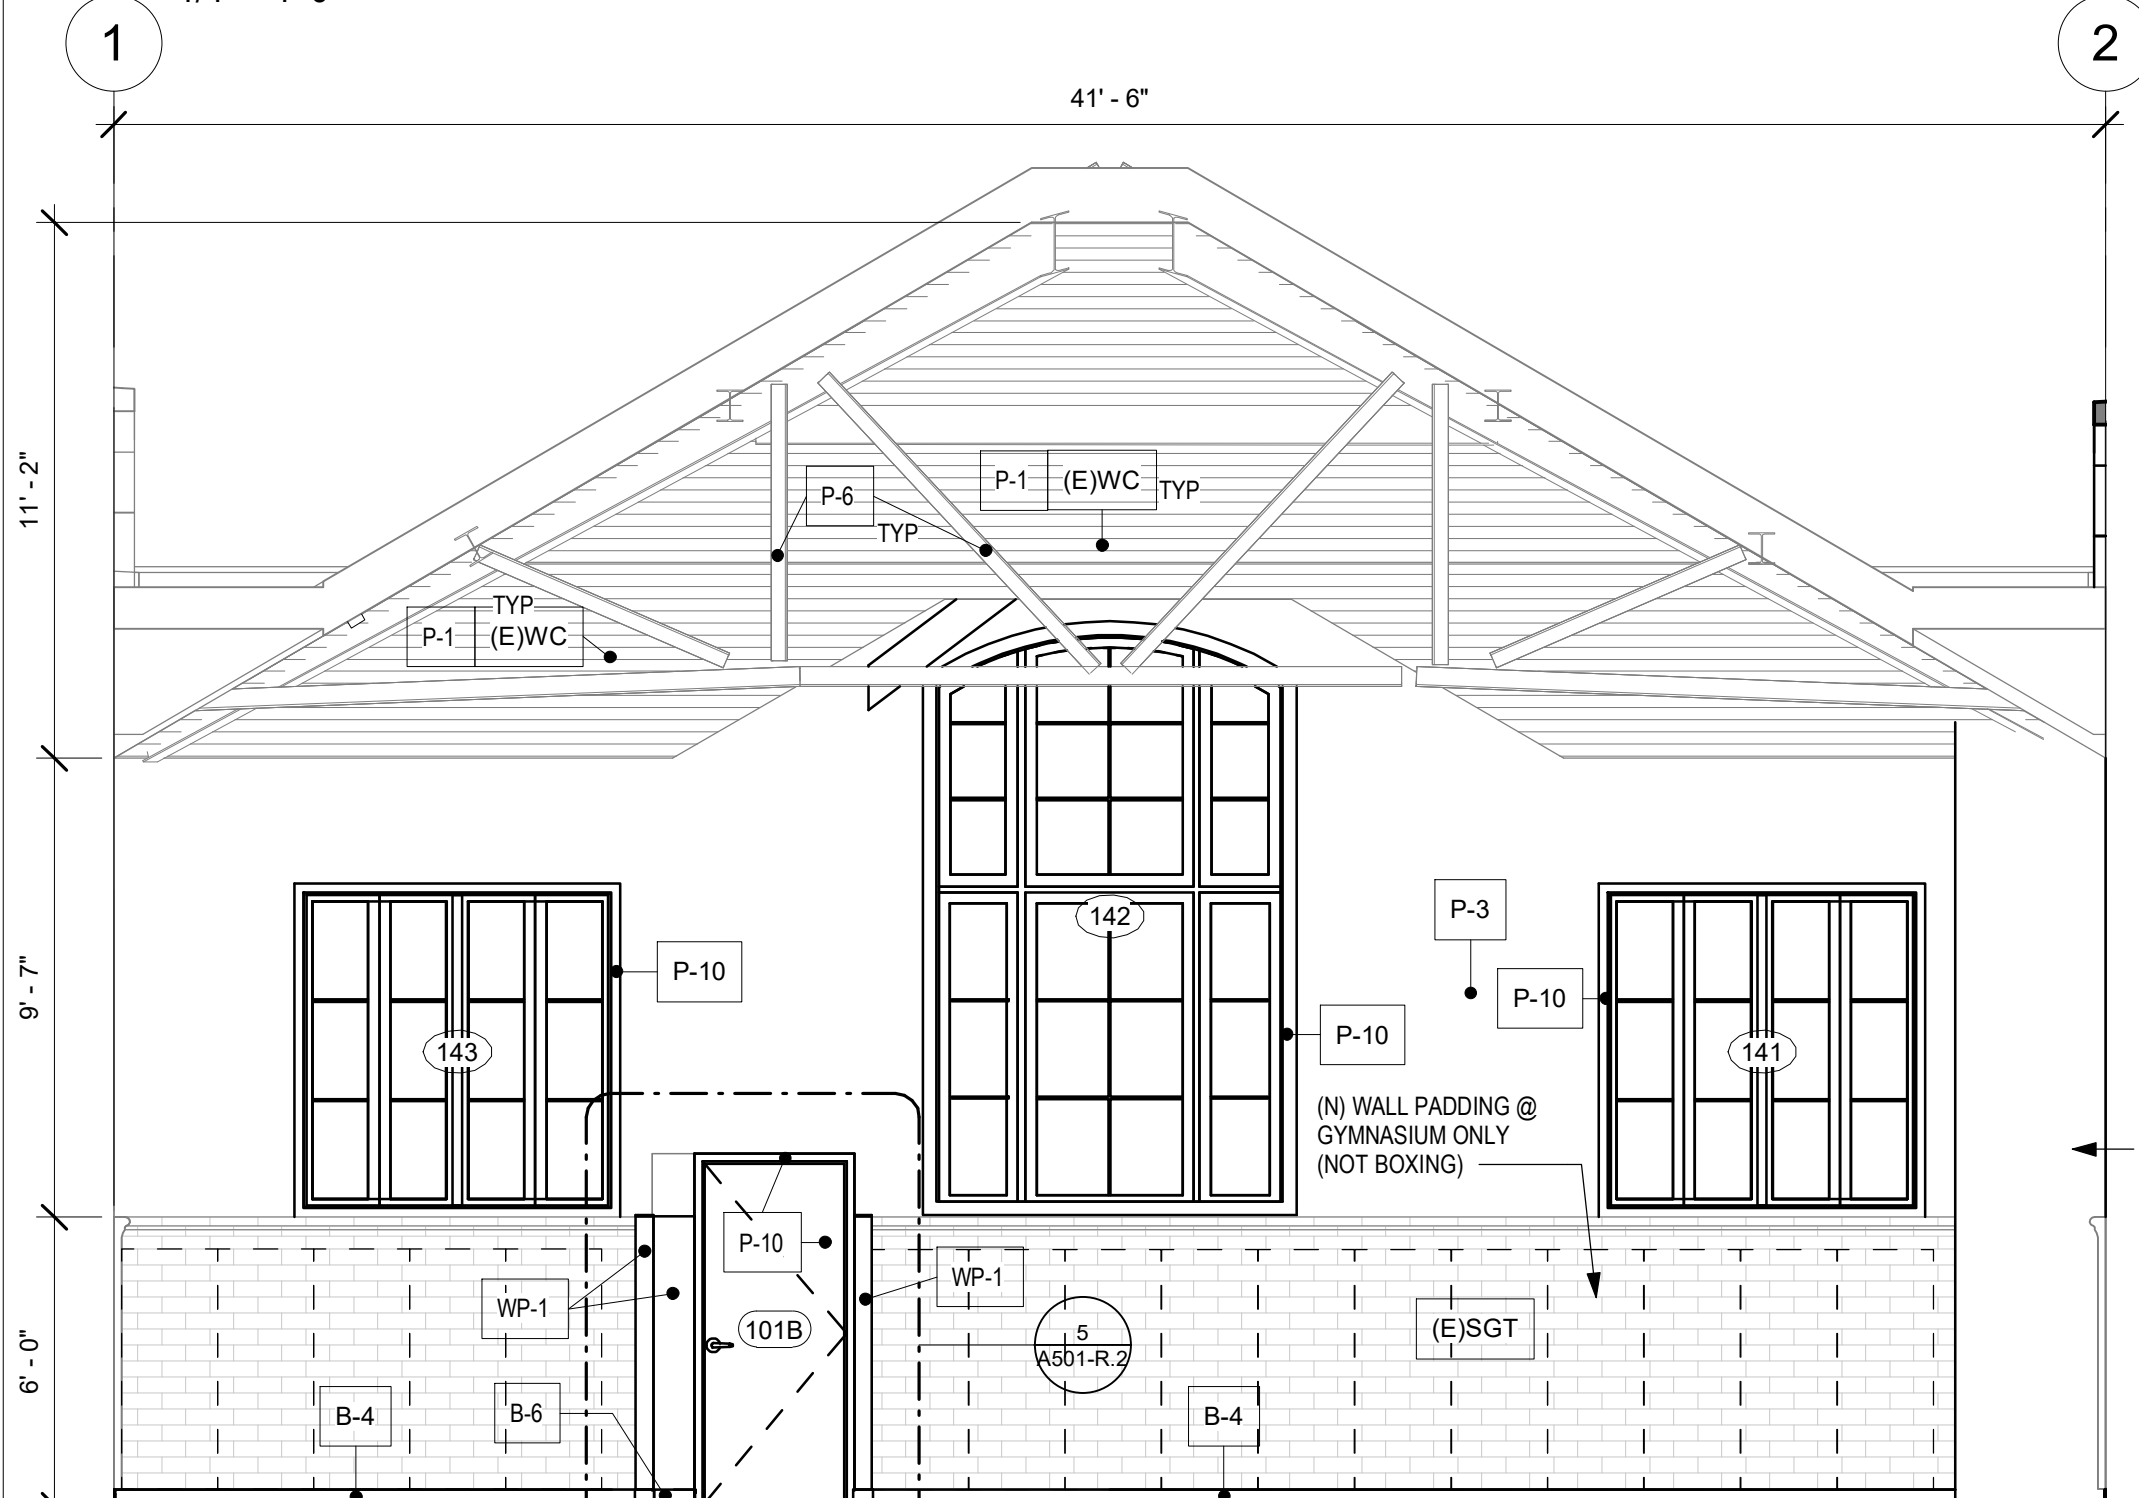 1
2
41' - 6"
11' - 2"
P-6
TYP
P-1
(E)WC
TYP
TYP
P-1
(E)WC
9' - 7"
P-10
143
142
P-3
P-10
P-10
141
(N) WALL PADDING @
GYMNASIUM ONLY
(NOT BOXING)
6' - 0"
P-10
WP-1
WP-1
101B
5
A501-R.2
(E)SGT
B-4
B-6
B-4